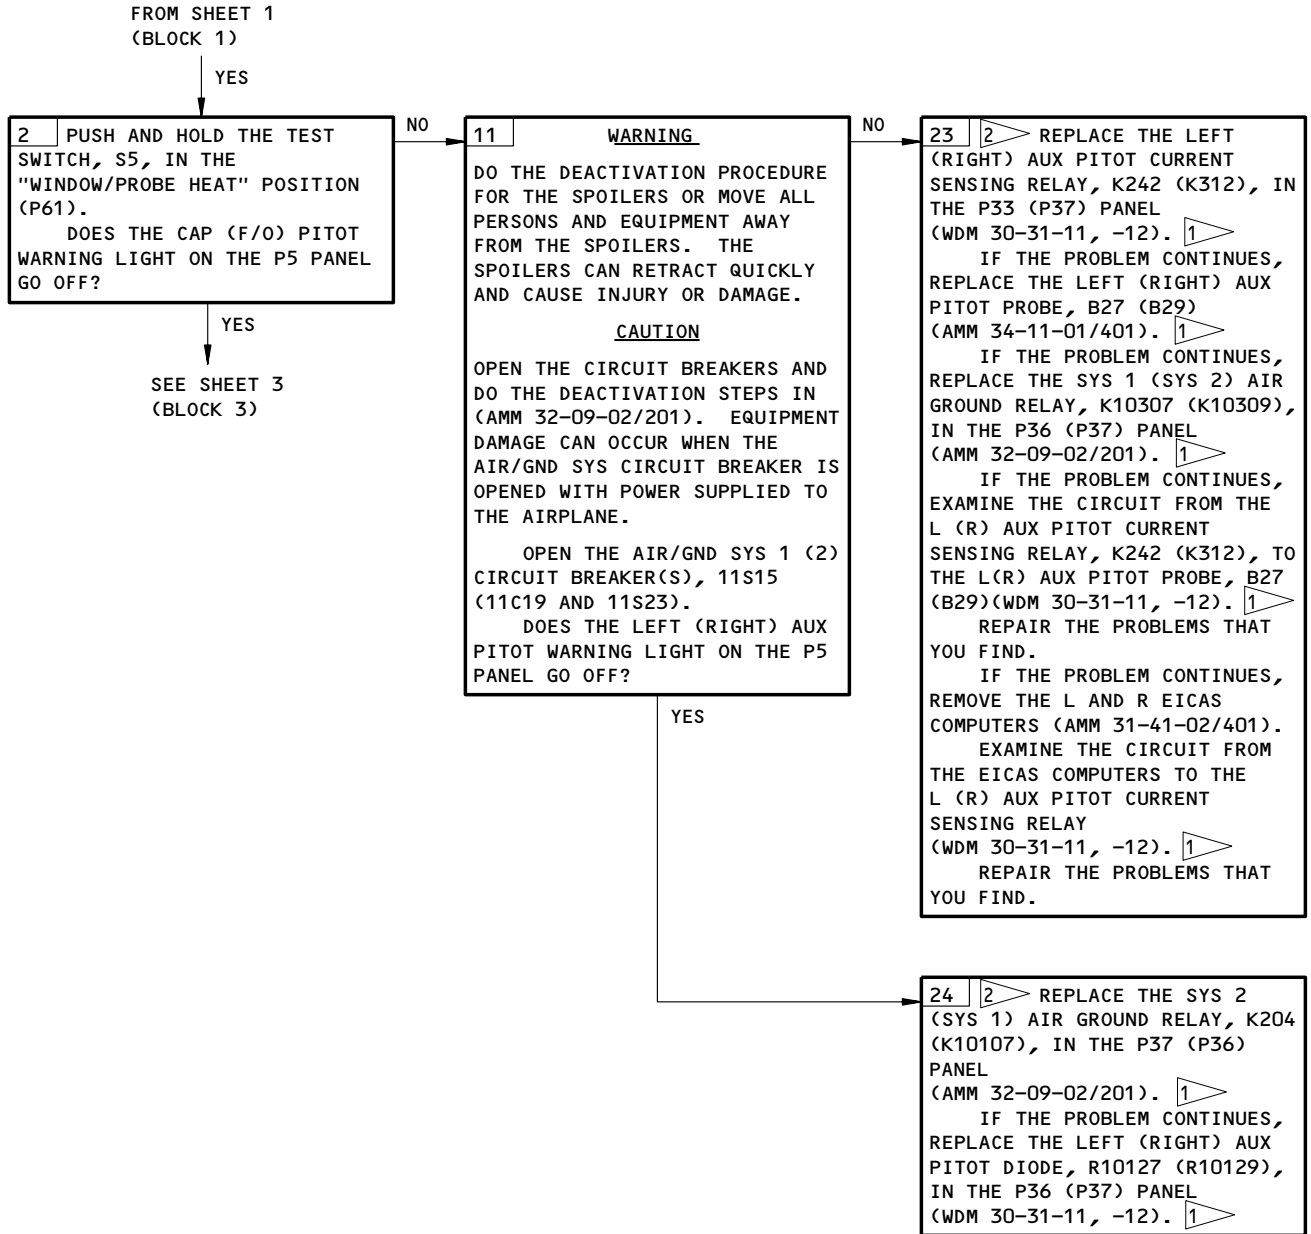 FROM SHEET 1
(BLOCK 1)
YES
2 PUSH AND HOLD THE TEST
SWITCH, S5, IN THE
"WINDOW/PROBE HEAT" POSITION
(P61).
DOES THE CAP (F/O) PITOT
WARNING LIGHT ON THE P5 PANEL
GO OFF?
YES
SEE SHEET 3
(BLOCK 3)
NO
11 WARNING
DO THE DEACTIVATION PROCEDURE
FOR THE SPOILERS OR MOVE ALL
PERSONS AND EQUIPMENT AWAY
FROM THE SPOILERS. THE
SPOILERS CAN RETRACT QUICKLY
AND CAUSE INJURY OR DAMAGE.
CAUTION
OPEN THE CIRCUIT BREAKERS AND
DO THE DEACTIVATION STEPS IN
(AMM 32-09-02/201). EQUIPMENT
DAMAGE CAN OCCUR WHEN THE
AIR/GND SYS CIRCUIT BREAKER IS
OPENED WITH POWER SUPPLIED TO
THE AIRPLANE.
OPEN THE AIR/GND SYS 1 (2)
CIRCUIT BREAKER(S), 11S15
(11C19 AND 11S23).
DOES THE LEFT (RIGHT) AUX
PITOT WARNING LIGHT ON THE P5
PANEL GO OFF?
YES
NO
23 2 REPLACE THE LEFT
(RIGHT) AUX PITOT CURRENT
SENSING RELAY, K242 (K312), IN
THE P33 (P37) PANEL
(WDM 30-31-11, -12). 1
IF THE PROBLEM CONTINUES,
REPLACE THE LEFT (RIGHT) AUX
PITOT PROBE, B27 (B29)
(AMM 34-11-01/401). 1
IF THE PROBLEM CONTINUES,
REPLACE THE SYS 1 (SYS 2) AIR
GROUND RELAY, K10307 (K10309),
IN THE P36 (P37) PANEL
(AMM 32-09-02/201). 1
IF THE PROBLEM CONTINUES,
EXAMINE THE CIRCUIT FROM THE
L (R) AUX PITOT CURRENT
SENSING RELAY, K242 (K312), TO
THE L(R) AUX PITOT PROBE, B27
(B29)(WDM 30-31-11, -12). 1
REPAIR THE PROBLEMS THAT
YOU FIND.
IF THE PROBLEM CONTINUES,
REMOVE THE L AND R EICAS
COMPUTERS (AMM 31-41-02/401).
EXAMINE THE CIRCUIT FROM
THE EICAS COMPUTERS TO THE
L (R) AUX PITOT CURRENT
SENSING RELAY
(WDM 30-31-11, -12). 1
REPAIR THE PROBLEMS THAT
YOU FIND.
24 2 REPLACE THE SYS 2
(SYS 1) AIR GROUND RELAY, K204
(K10107), IN THE P37 (P36)
PANEL
(AMM 32-09-02/201). 1
IF THE PROBLEM CONTINUES,
REPLACE THE LEFT (RIGHT) AUX
PITOT DIODE, R10127 (R10129),
IN THE P36 (P37) PANEL
(WDM 30-31-11, -12). 1